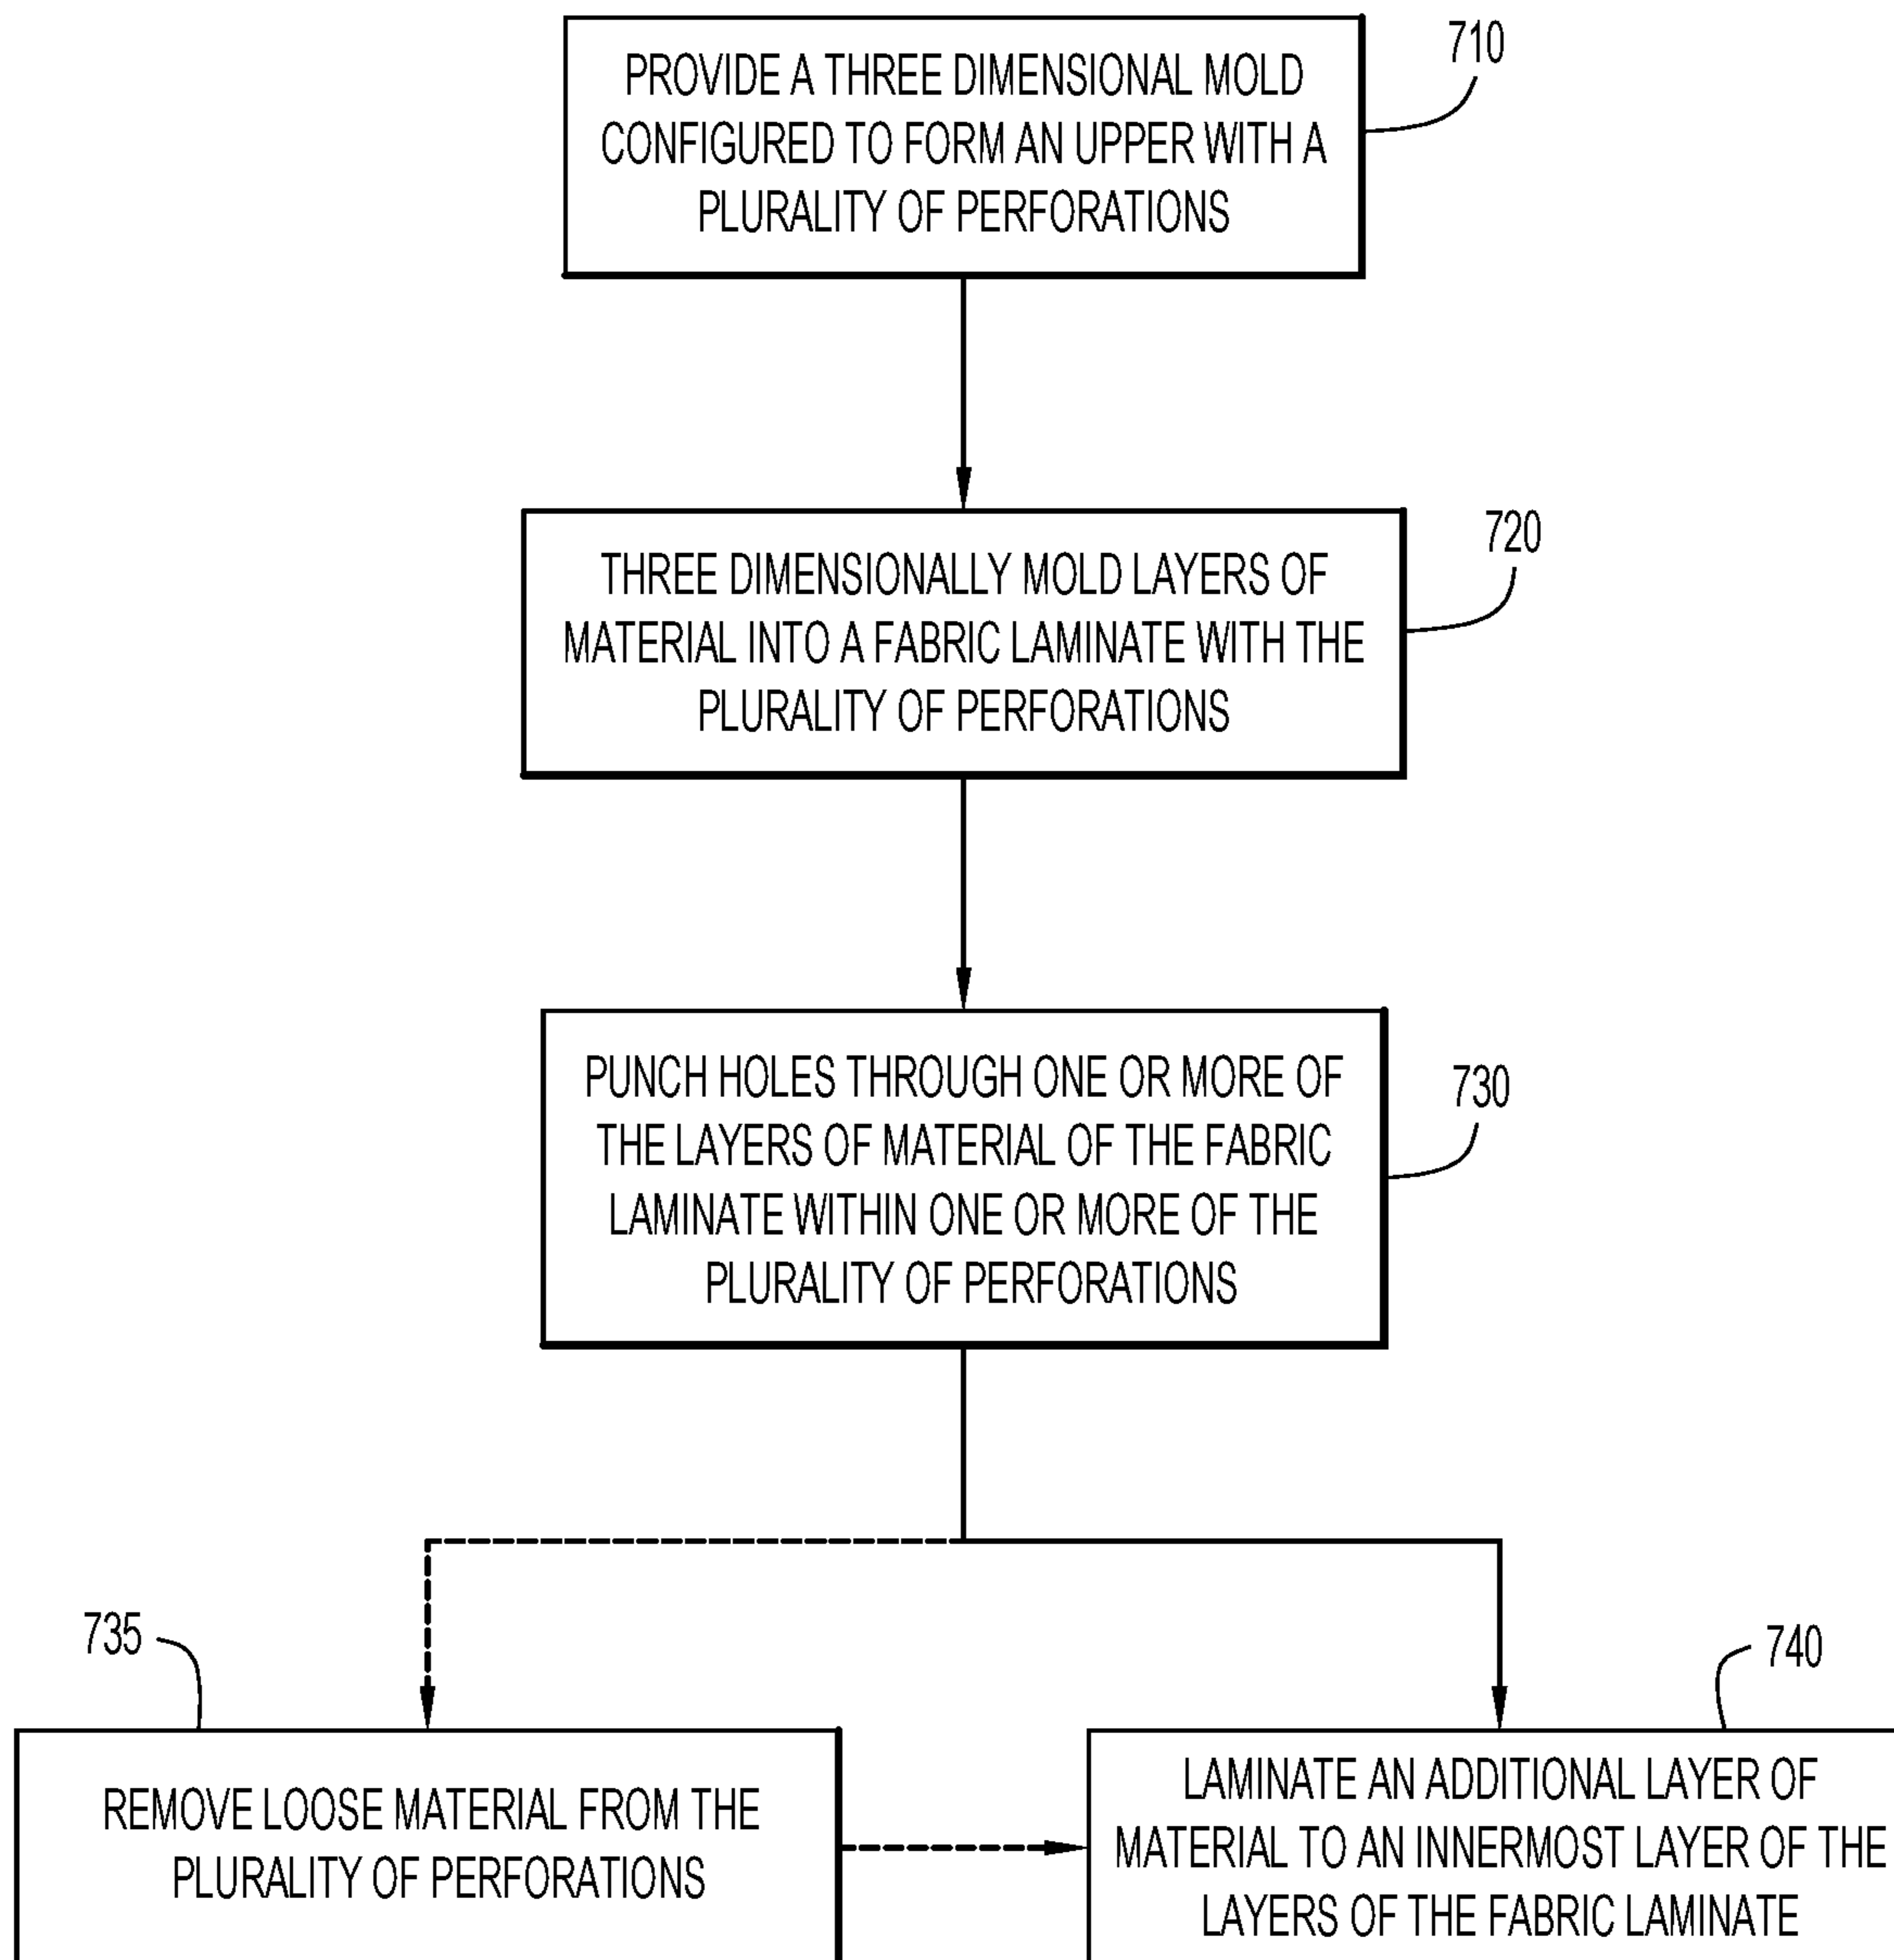 PROVIDE A THREE DIMENSIONAL MOLD
CONFIGURED TO FORM AN UPPER WITH A
PLURALITY OF PERFORATIONS
710
THREE DIMENSIONALLY MOLD LAYERS OF
MATERIAL INTO A FABRIC LAMINATE WITH THE
PLURALITY OF PERFORATIONS
720
PUNCH HOLES THROUGH ONE OR MORE OF
THE LAYERS OF MATERIAL OF THE FABRIC
LAMINATE WITHIN ONE OR MORE OF THE
PLURALITY OF PERFORATIONS
730
735
REMOVE LOOSE MATERIAL FROM THE
PLURALITY OF PERFORATIONS
740
LAMINATE AN ADDITIONAL LAYER OF
MATERIAL TO AN INNERMOST LAYER OF THE
LAYERS OF THE FABRIC LAMINATE